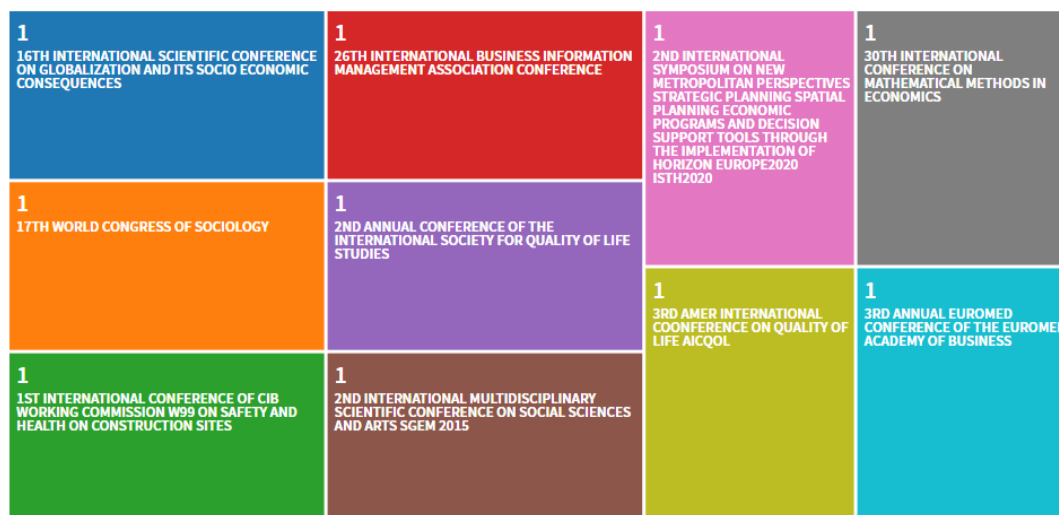 1
16TH INTERNATIONAL SCIENTIFIC CONFERENCE
ON GLOBALIZATION AND ITS SOCIO ECONOMIC
CONSEQUENCES
1
26TH INTERNATIONAL BUSINESS INFORMATION
MANAGEMENT ASSOCIATION CONFERENCE
1
2ND INTERNATIONAL
SYMPOSIUM ON NEW
METROPOLITAN PERSPECTIVES
STRATEGIC PLANNING SPATIAL
PLANNING ECONOMIC
PROGRAMS AND DECISION
SUPPORT TOOLS THROUGH
THE IMPLEMENTATION OF
HORIZON EUROPE2020
ISTH2020
1
30TH INTERNATIONAL
CONFERENCE ON
MATHEMATICAL METHODS IN
ECONOMICS
1
17TH WORLD CONGRESS OF SOCIOLOGY
1
2ND ANNUAL CONFERENCE OF THE
INTERNATIONAL SOCIETY FOR QUALITY OF LIFE
STUDIES
1
3RD AMER INTERNATIONAL
COONFERENCE ON QUALITY OF
LIFE AICQOL
1
3RD ANNUAL EUROMED
CONFERENCE OF THE EUROME
ACADEMY OF BUSINESS
1
1ST INTERNATIONAL CONFERENCE OF CIB
WORKING COMMISSION W99 ON SAFETY AND
HEALTH ON CONSTRUCTION SITES
1
2ND INTERNATIONAL MULTIDISCIPLINARY
SCIENTIFIC CONFERENCE ON SOCIAL SCIENCES
AND ARTS SGEM 2015